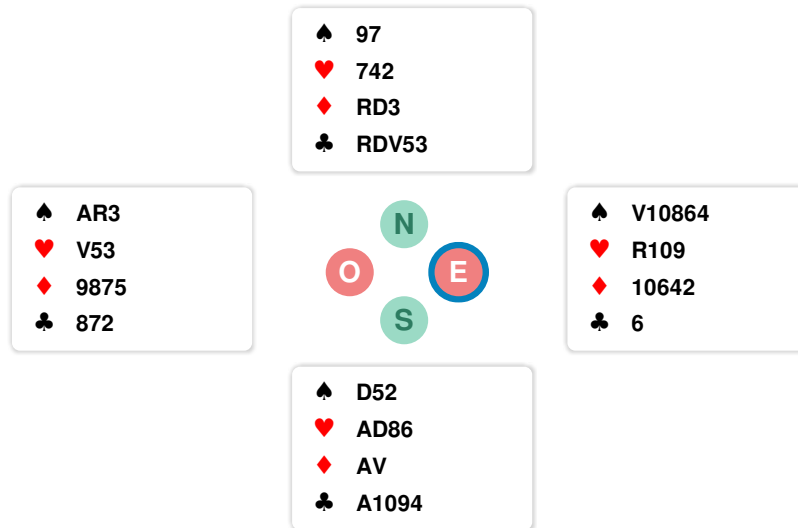 ♠ 97
♥ 742
♦ RD3
♣ RDV53
♠ AR3
♥ V53
♦ 9875
♣ 872
N
O E
S
♠ V10864
♥ R109
♦ 10642
♣ 6
♠ D52
♥ AD86
♦ AV
♣ A1094